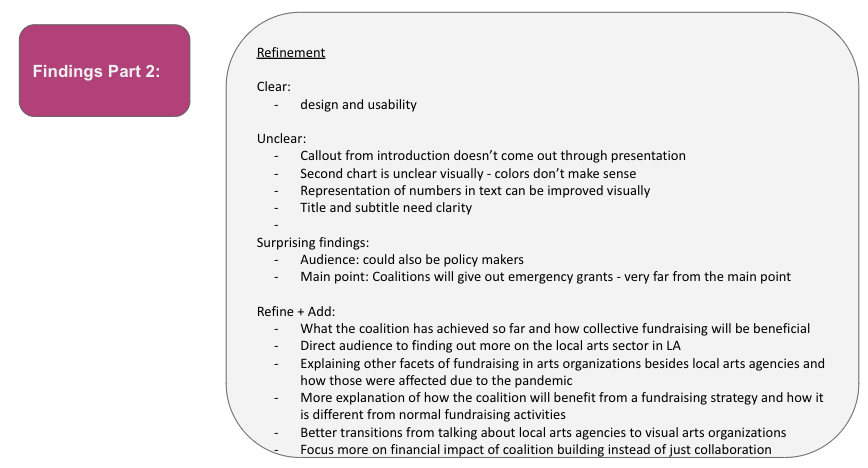 Findings Part 2:
Refinement
Clear:
- design and usability
Unclear:
- Callout from introduction doesn’t come out through presentation
- Second chart is unclear visually - colors don’t make sense
- Representation of numbers in text can be improved visually
- Title and subtitle need clarity
-
Surprising findings:
- Audience: could also be policy makers
- Main point: Coalitions will give out emergency grants - very far from the main point
Refine + Add:
- What the coalition has achieved so far and how collective fundraising will be beneficial
- Direct audience to finding out more on the local arts sector in LA
- Explaining other facets of fundraising in arts organizations besides local arts agencies and
how those were affected due to the pandemic
- More explanation of how the coalition will benefit from a fundraising strategy and how it
is different from normal fundraising activities
- Better transitions from talking about local arts agencies to visual arts organizations
- Focus more on financial impact of coalition building instead of just collaboration